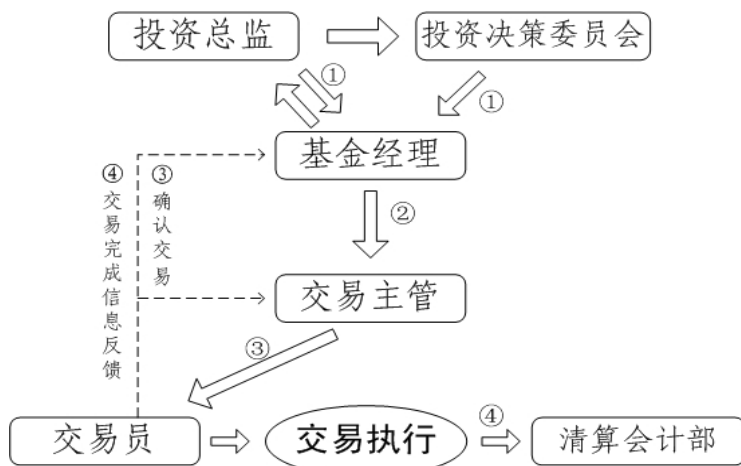 投资总监
投资决策委员会
①
①
基金经理
④交易完成信息反馈
③确认交易
②
交易主管
③
交易员
交易执行
④
清算会计部